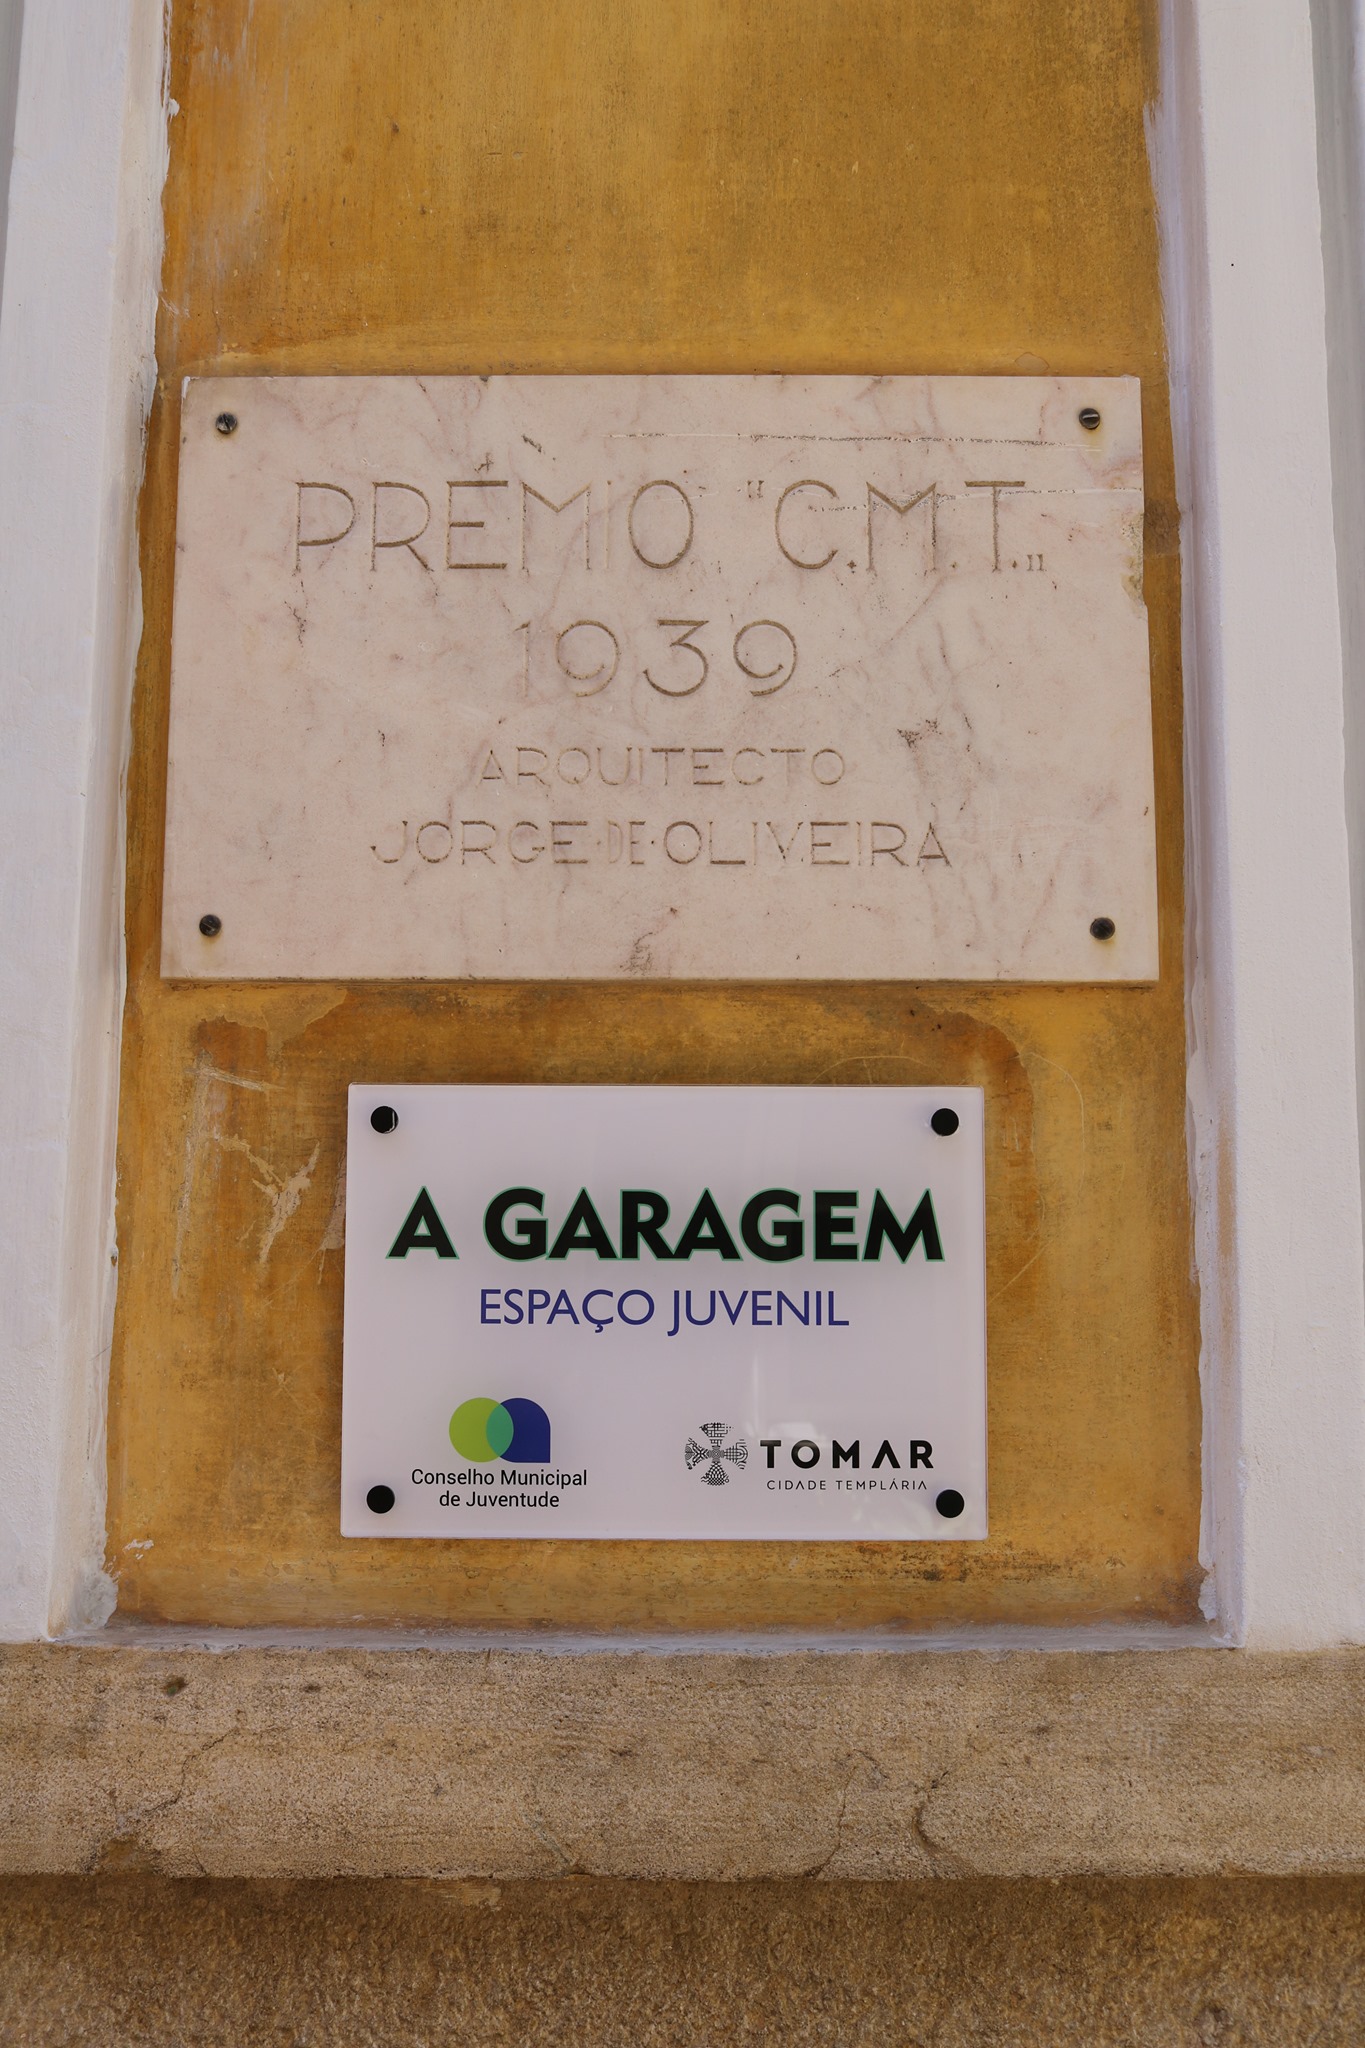 PRÉMIO "C.M.T."
1939
ARQUITECTO
JORGE·DE·OLIVEIRA
A GARAGEM
ESPAÇO JUVENIL
Conselho Municipal
de Juventude
TOMAR
CIDADE TEMPLÁRIA